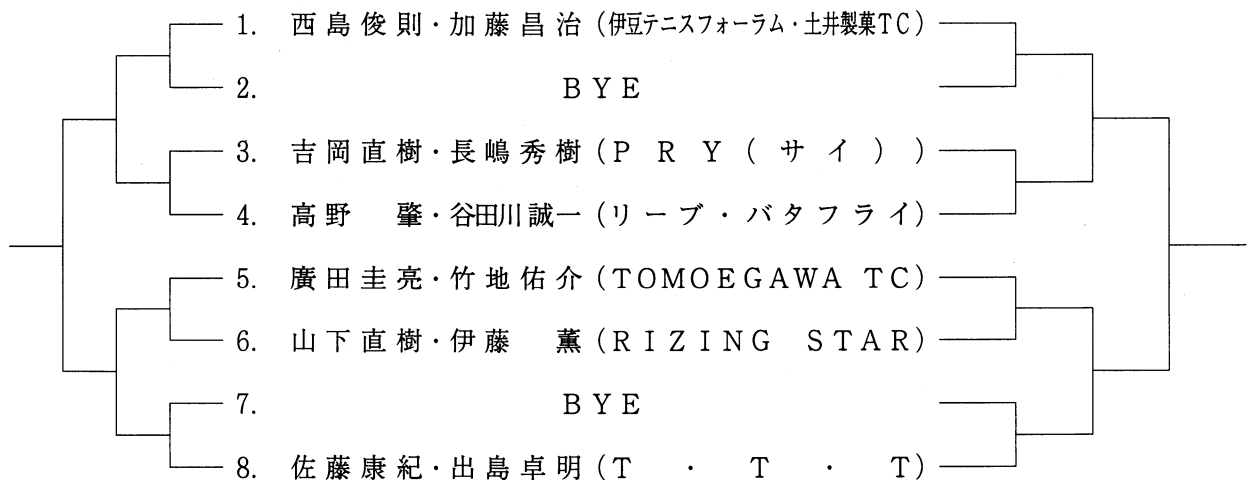 1. 西島俊則・加藤昌治(伊豆テニスフォーラム・土井製菓TC)
2. BYE
3. 吉岡直樹・長嶋秀樹(PRY(サイ))
4. 高野 肇・谷田川誠一(リーブ・バタフライ)
5. 廣田圭亮・竹地佑介(TOMOEGAWA TC)
6. 山下直樹・伊藤 薫(RIZING STAR)
7. BYE
8. 佐藤康紀・出島卓明(T・T・T)